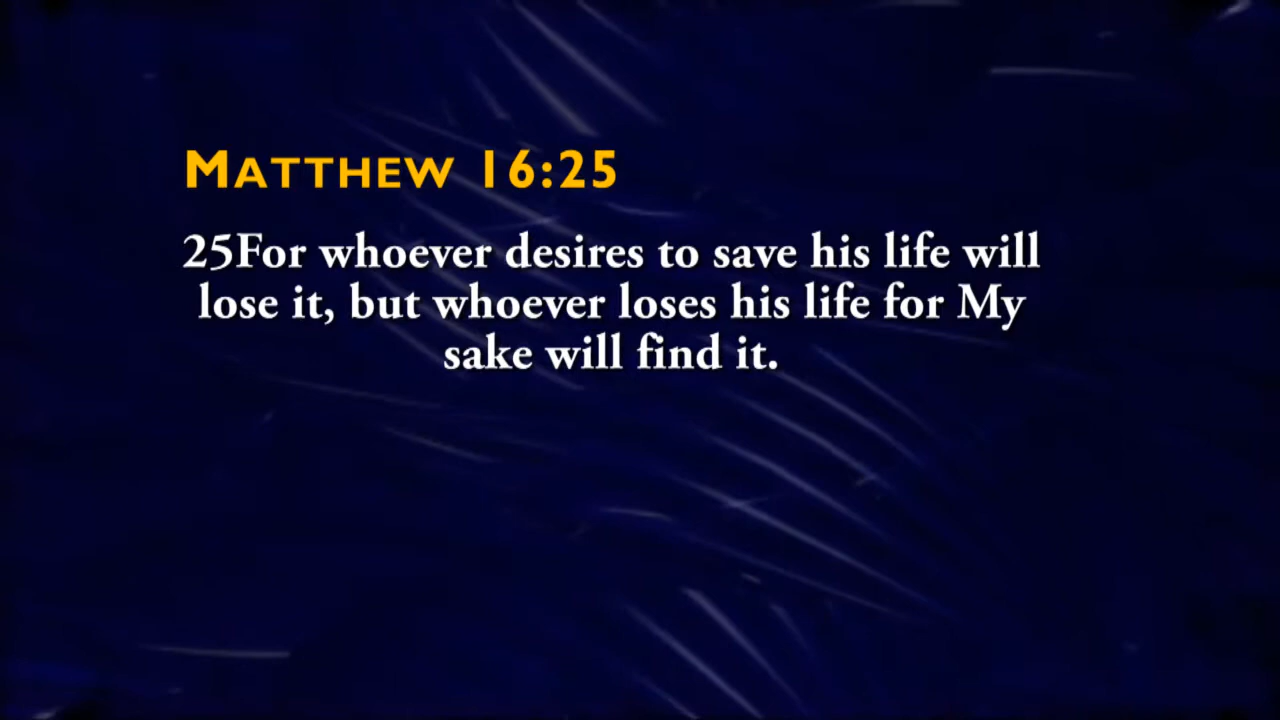 MATTHEW 16:25
25For whoever desires to save his life will
lose it, but whoever loses his life for My
sake will find it.